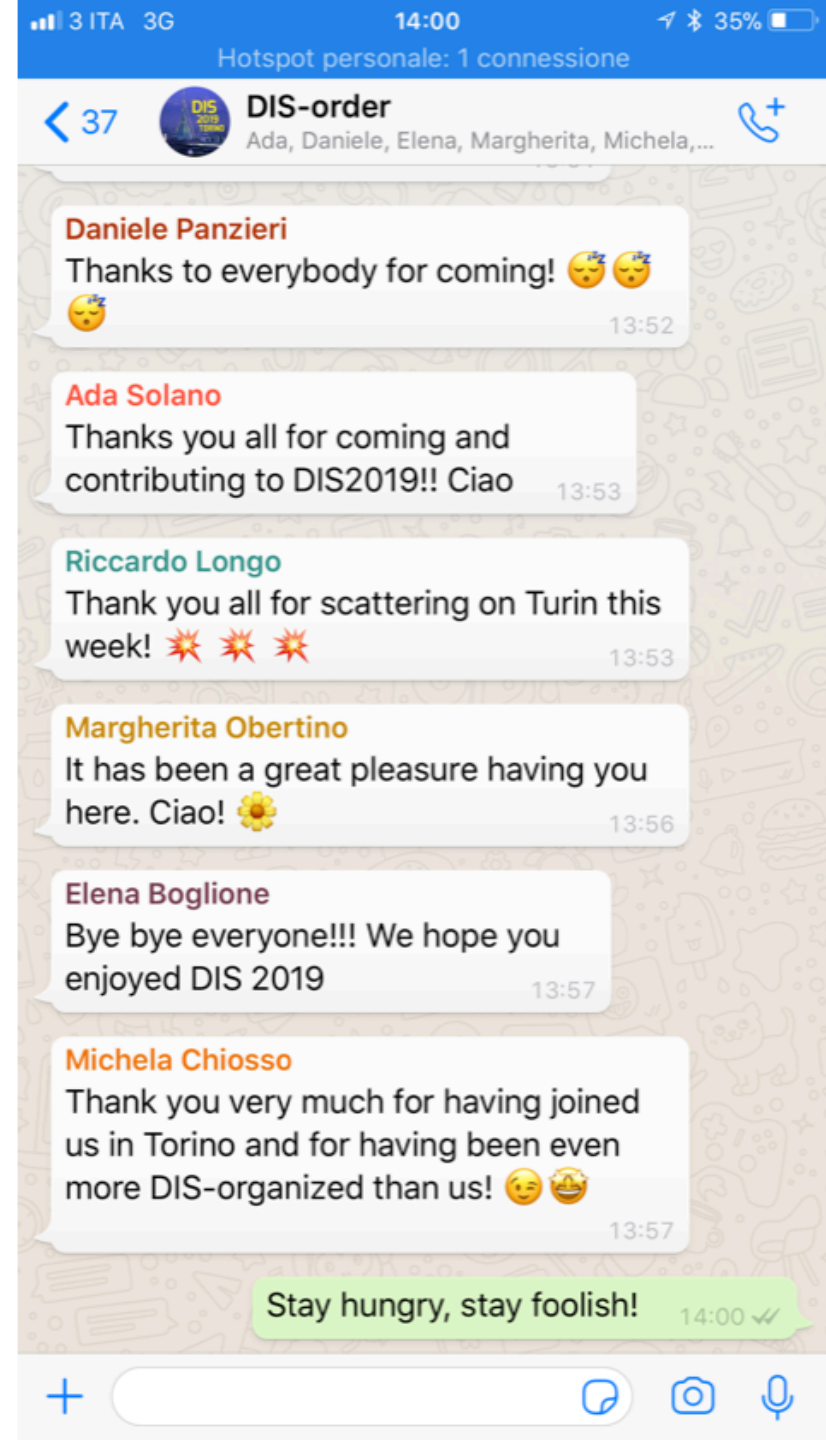 3 ITA 3G 14:00 35%
Hotspot personale: 1 connessione
37 DIS-order
DIS
2019
TORINO
Ada, Daniele, Elena, Margherita, Michela,...
Daniele Panzieri
Thanks to everybody for coming! 😴😴
😴
13:52
Ada Solano
Thanks you all for coming and
contributing to DIS2019!! Ciao 13:53
Riccardo Longo
Thank you all for scattering on Turin this
week! 💥 💥 💥 13:53
Margherita Obertino
It has been a great pleasure having you
here. Ciao! 🌼 13:56
Elena Boglione
Bye bye everyone!!! We hope you
enjoyed DIS 2019 13:57
Michela Chiosso
Thank you very much for having joined
us in Torino and for having been even
more DIS-organized than us! 😉🤩
13:57
Stay hungry, stay foolish! 14:00